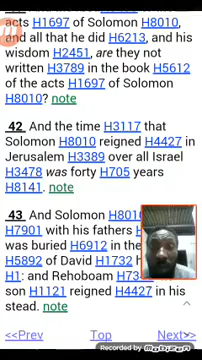 acts H1697 of Solomon H8010,
and all that he did H6213, and his
wisdom H2451, are they not
written H3789 in the book H5612
of the acts H1697 of Solomon
H8010? note
42 And the time H3117 that
Solomon H8010 reigned H4427 in
Jerusalem H3389 over all Israel
H3478 was forty H705 years
H8141. note
43 And Solomon H8010
H7901 with his fathers
was buried H6912 in the
H5892 of David H1732
H1: and Rehoboam
son H1121 reigned H4427 in his
stead. note
<<Prev Top Next>>
Recorded by